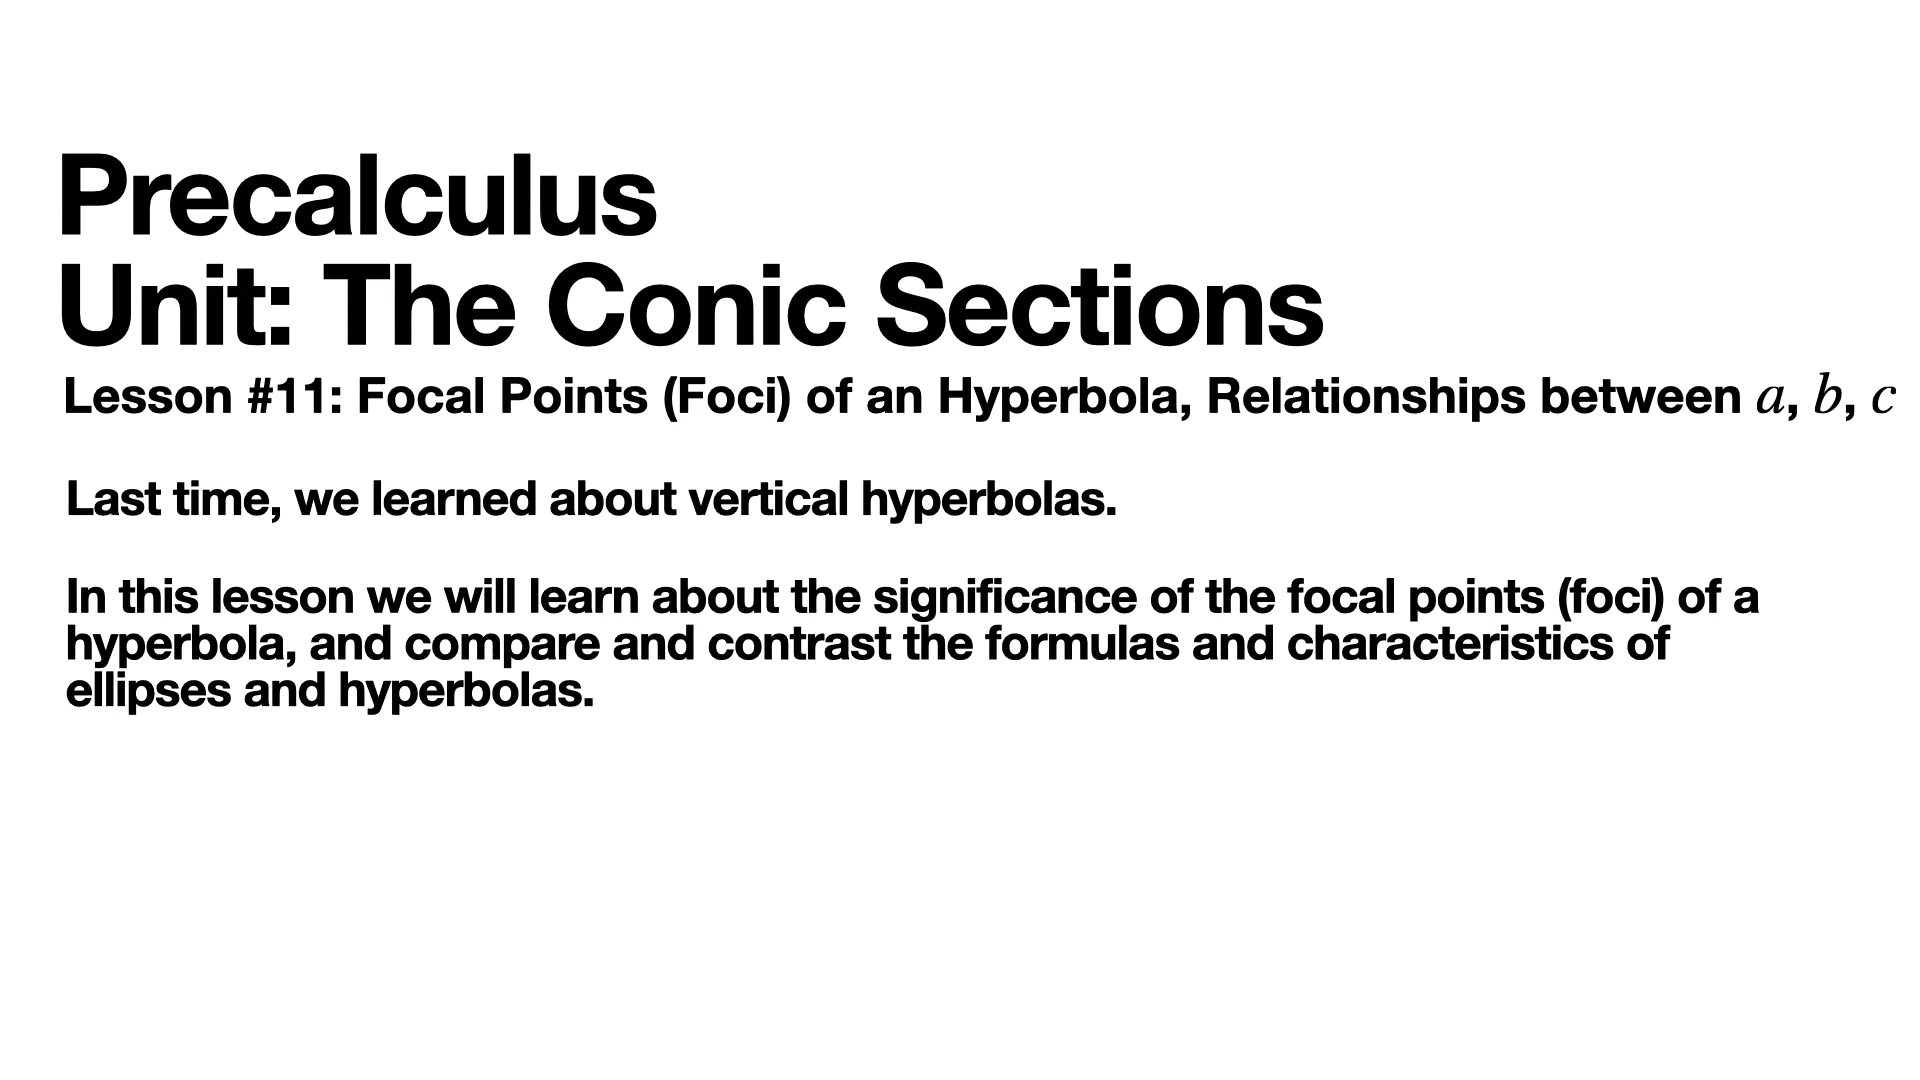 Precalculus
Unit: The Conic Sections
Lesson #11: Focal Points (Foci) of an Hyperbola, Relationships between a, b, c
Last time, we learned about vertical hyperbolas.
In this lesson we will learn about the significance of the focal points (foci) of a
hyperbola, and compare and contrast the formulas and characteristics of
ellipses and hyperbolas.